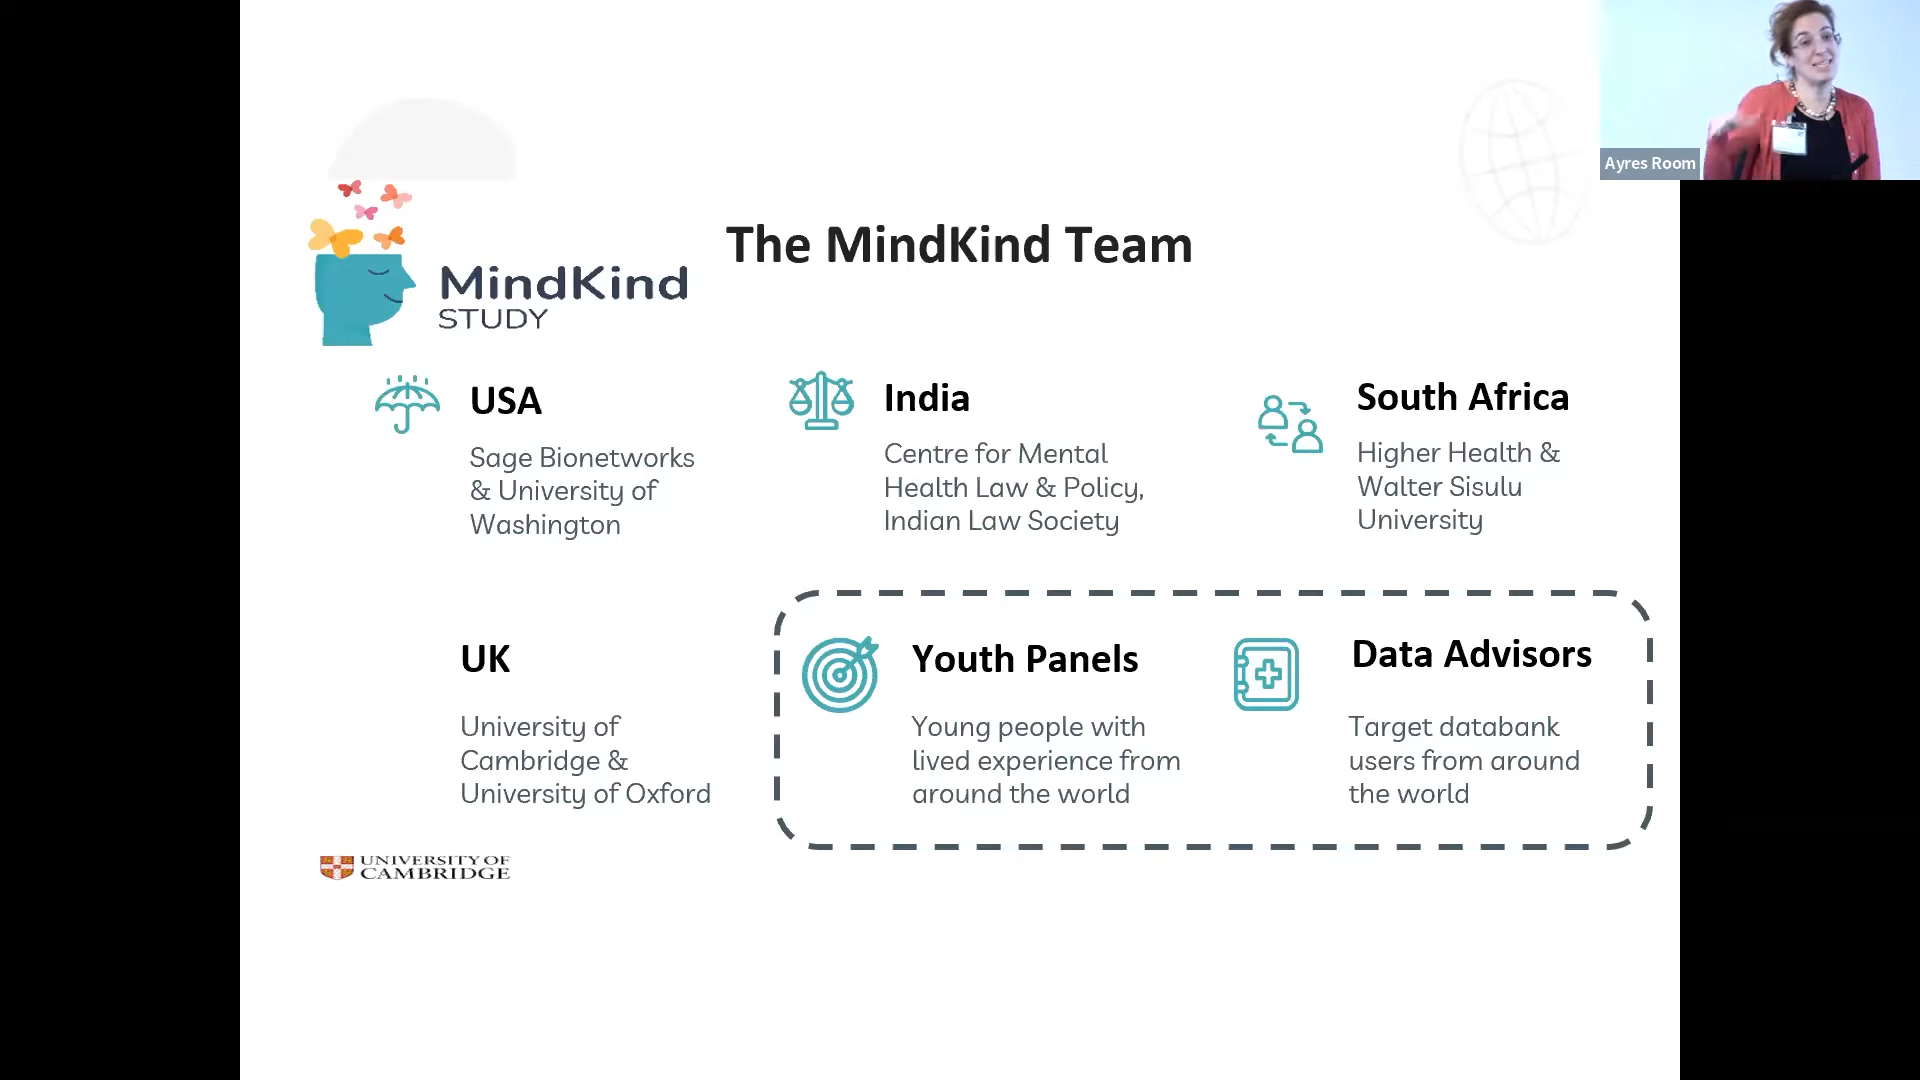 Ayres Room
The MindKind Team
MindKind
STUDY
USA
Sage Bionetworks
& University of
Washington
India
Centre for Mental
Health Law & Policy,
Indian Law Society
South Africa
Higher Health &
Walter Sisulu
University
UK
University of
Cambridge &
University of Oxford
Youth Panels
Young people with
lived experience from
around the world
Data Advisors
Target databank
users from around
the world
UNIVERSITY OF
CAMBRIDGE